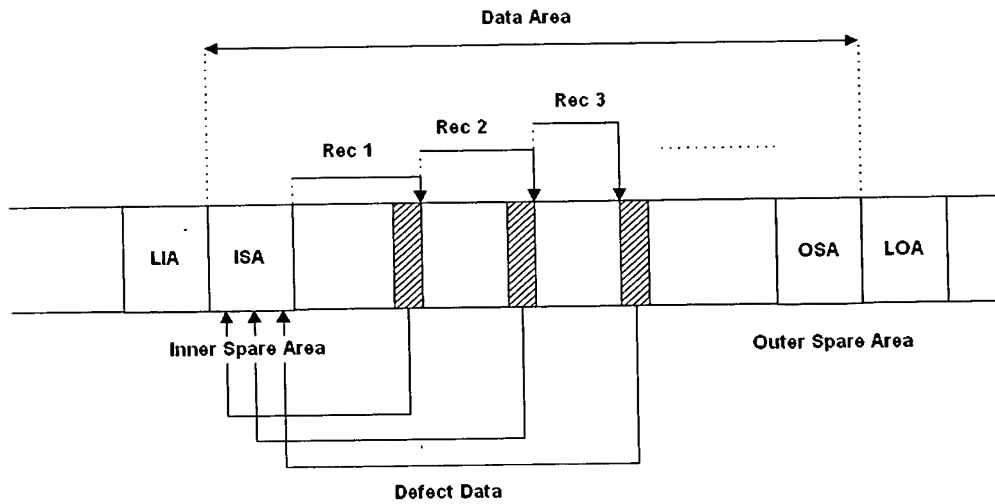 Data Area
Rec 3
Rec 2
Rec 1
LIA ISA OSA LOA
Inner Spare Area Outer Spare Area
Defect Data